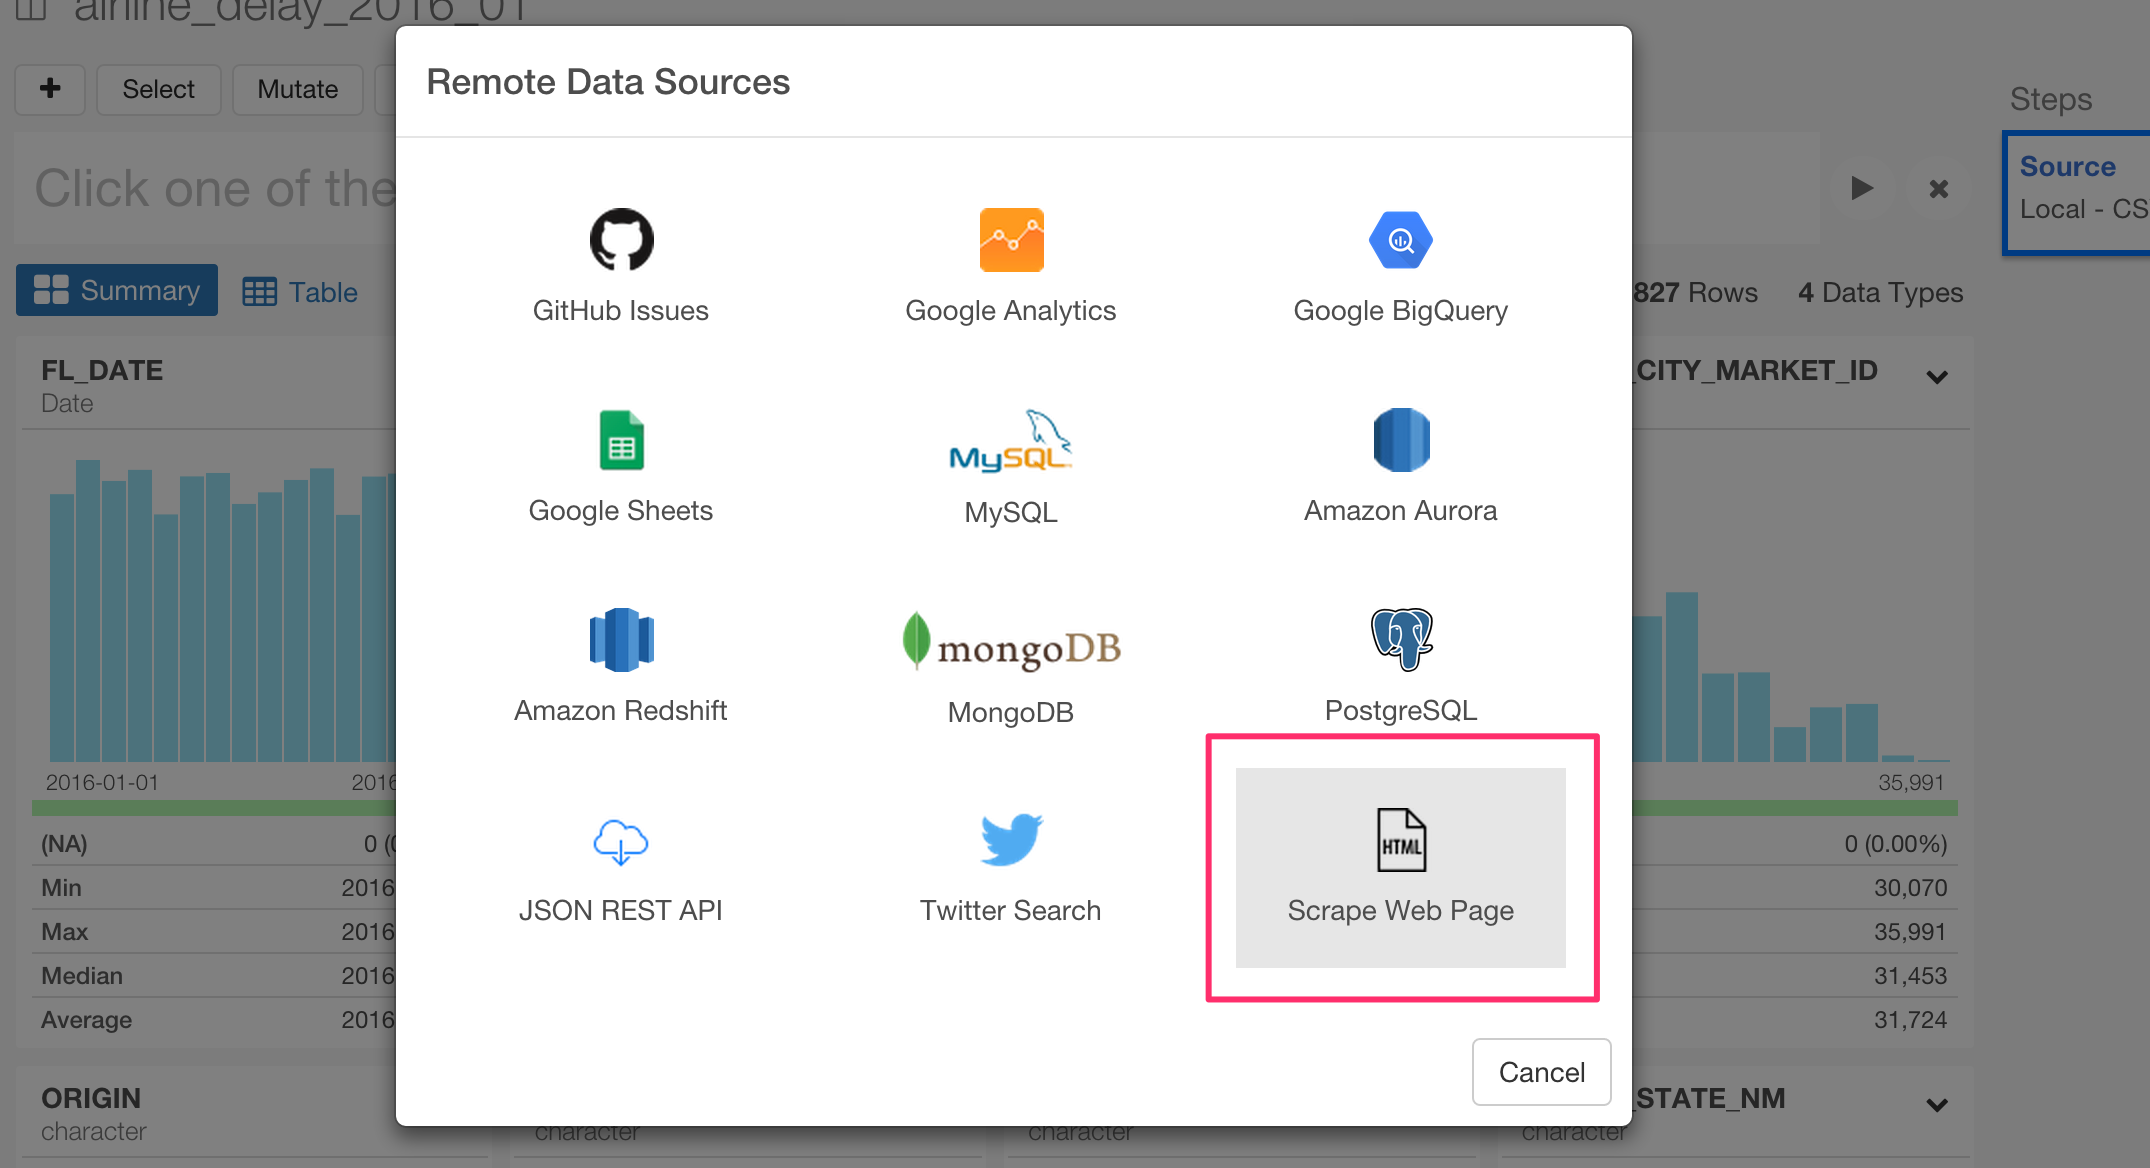 airline_delay_2016_01
Remote Data Sources
Select
Mutate
Steps
Click one of the
Source
Local - CS
Summary
Table
827 Rows
4 Data Types
GitHub Issues
Google Analytics
Google BigQuery
FL_DATE
Date
_CITY_MARKET_ID
MySQL
Google Sheets
MySQL
Amazon Aurora
mongoDB
Amazon Redshift
MongoDB
PostgreSQL
2016-01-01
2016
35,991
HTML
JSON REST API
Twitter Search
Scrape Web Page
(NA)
0 (0
0 (0.00%)
Min
2016
30,070
Max
2016
35,991
Median
2016
31,453
Average
2016
31,724
Cancel
ORIGIN
character
character
character
_STATE_NM
character